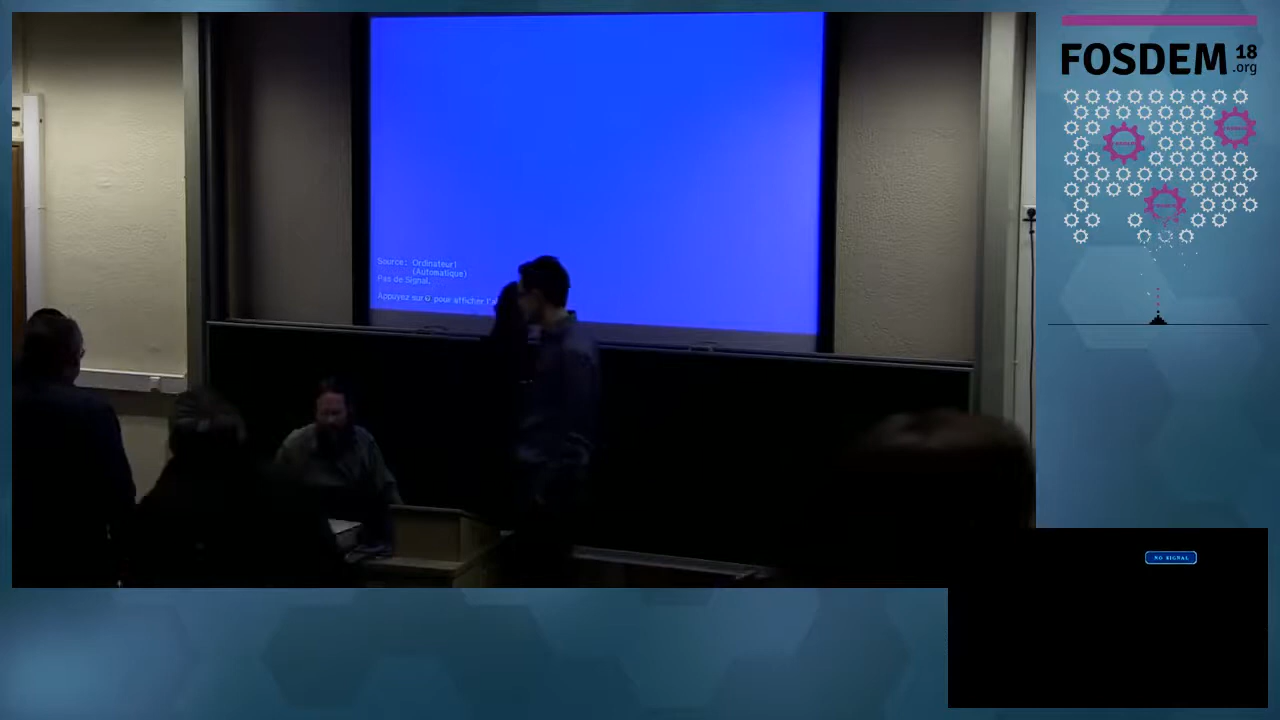 FOSDEM 18
.org
Source: Ordinateur1
(Automatique)
Pas de Signal.
Appuyez sur pour afficher l'a
NO SIGNAL